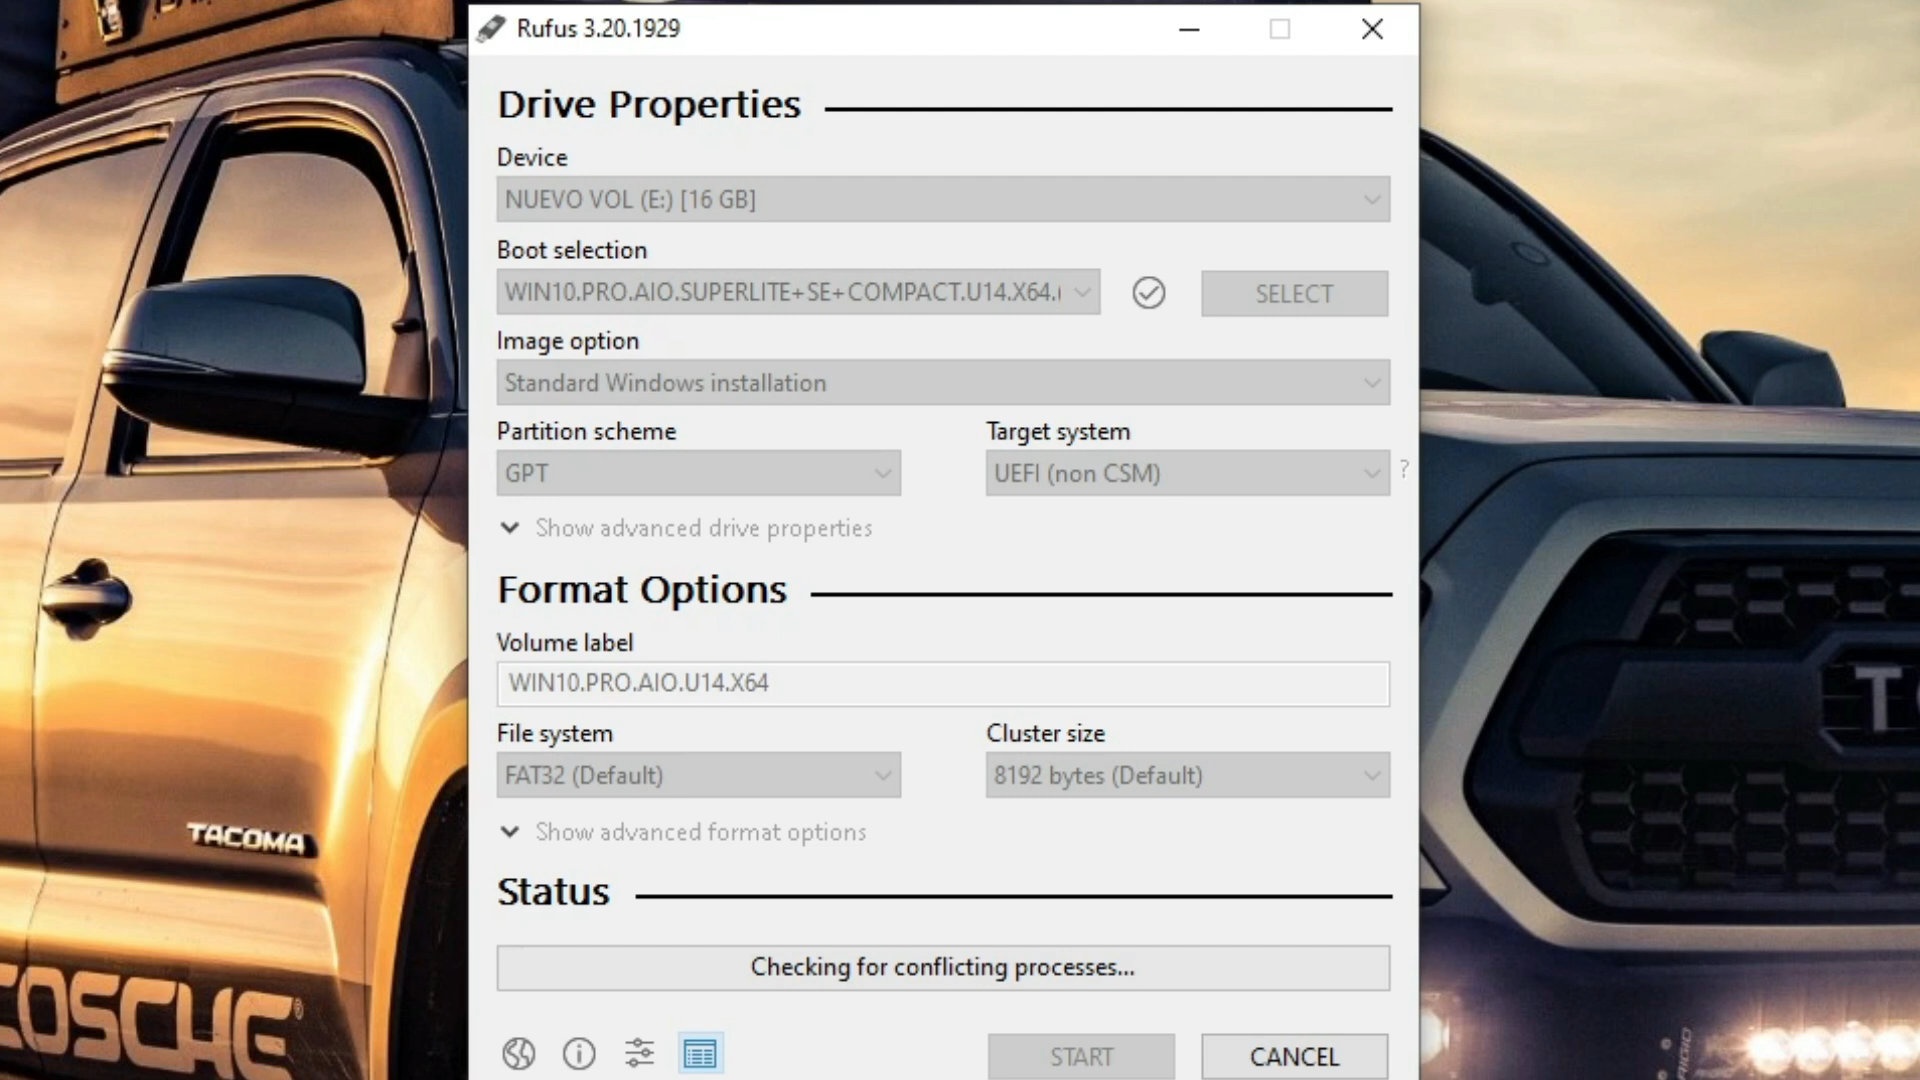 Rufus 3.20.1929
Drive Properties
Device
NUEVO VOL (E:) [16 GB]
Boot selection
WIN10.PRO.AIO.SUPERLITE+SE+COMPACT.U14.X64.(
SELECT
Image option
Standard Windows installation
Partition scheme
Target system
GPT
UEFI (non CSM)
?
Show advanced drive properties
Format Options
Volume label
WIN10.PRO.AIO.U14.X64
File system
Cluster size
FAT32 (Default)
8192 bytes (Default)
Show advanced format options
Status
Checking for conflicting processes...
START
CANCEL
TACOMA
COSCHE®